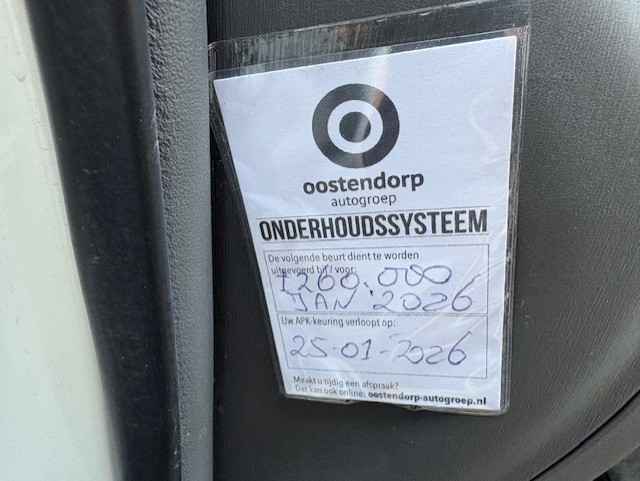 oostendorp
autogroep
ONDERHOUDSSYSTEEM
De volgende beurt dient te worden
uitgevoerd bij / voor:
260.000
JAN 2026
Uw APK-keuring verloopt op:
25-01-2026
Maakt u tijdig een afspraak?
Dat kan ook online: oostendorp-autogroep.nl